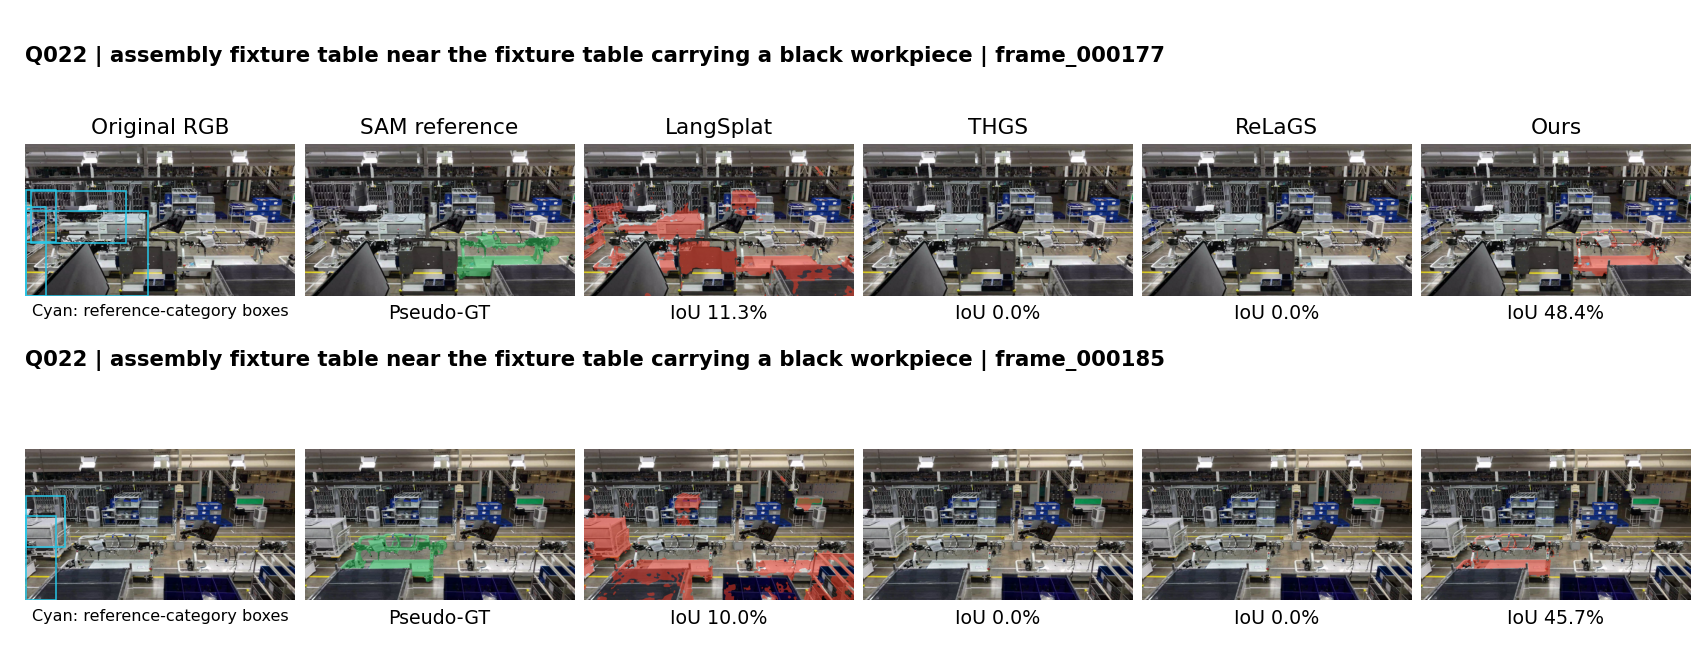 Q022 | assembly fixture table near the fixture table carrying a black workpiece | frame_000177
Original RGB SAM reference LangSplat THGS ReLaGS Ours
Cyan: reference-category boxes Pseudo-GT IoU 11.3% IoU 0.0% IoU 0.0% IoU 48.4%
Q022 | assembly fixture table near the fixture table carrying a black workpiece | frame_000185
Cyan: reference-category boxes Pseudo-GT IoU 10.0% IoU 0.0% IoU 0.0% IoU 45.7%